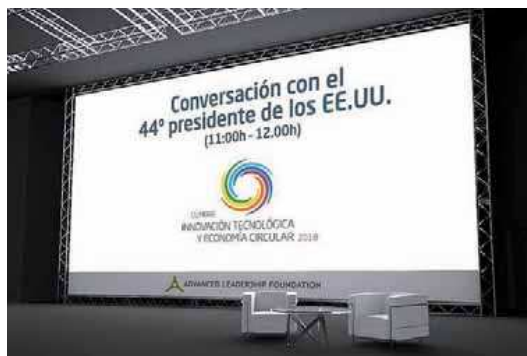 Conversación con el
44º presidente de los EE.UU.
(11:00h - 12.00h)
CUMBRE
INNOVACIÓN TECNOLÓGICA
Y ECONOMÍA CIRCULAR 2018
ADVANCED LEADERSHIP FOUNDATION